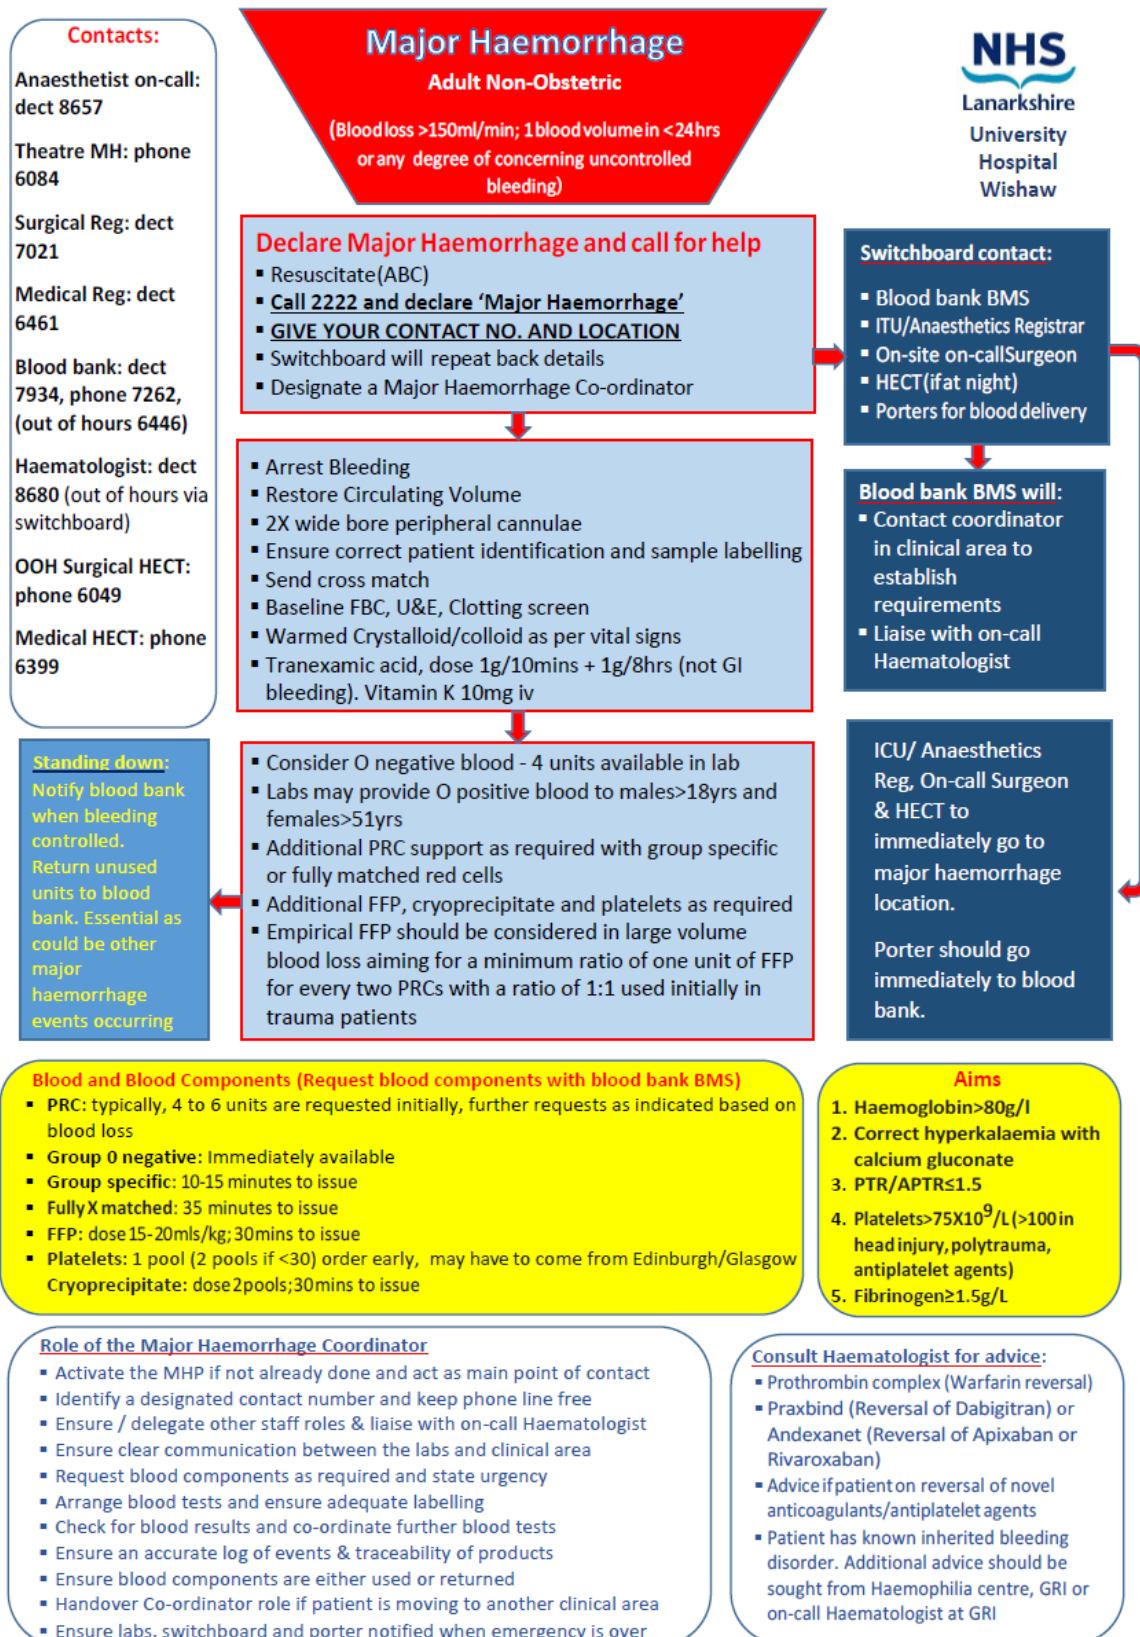 Contacts:
Anaesthetist on-call:
dect 8657
Theatre MH: phone
6084
Surgical Reg: dect
7021
Medical Reg: dect
6461
Blood bank: dect
7934, phone 7262,
(out of hours 6446)
Haematologist: dect
8680 (out of hours via
switchboard)
OOH Surgical HECT:
phone 6049
Medical HECT: phone
6399
Major Haemorrhage
Adult Non-Obstetric
(Blood loss >150ml/min; 1 blood volume in <24hrs
or any degree of concerning uncontrolled
bleeding)
NHS
Lanarkshire
University
Hospital
Wishaw
Declare Major Haemorrhage and call for help
▪ Resuscitate(ABC)
▪ Call 2222 and declare ‘Major Haemorrhage’
▪ GIVE YOUR CONTACT NO. AND LOCATION
▪ Switchboard will repeat back details
▪ Designate a Major Haemorrhage Co-ordinator
Switchboard contact:
▪ Blood bank BMS
▪ ITU/Anaesthetics Registrar
▪ On-site on-callSurgeon
▪ HECT(ifat night)
▪ Porters for blood delivery
▪ Arrest Bleeding
▪ Restore Circulating Volume
▪ 2X wide bore peripheral cannulae
▪ Ensure correct patient identification and sample labelling
▪ Send cross match
▪ Baseline FBC, U&E, Clotting screen
▪ Warmed Crystalloid/colloid as per vital signs
▪ Tranexamic acid, dose 1g/10mins + 1g/8hrs (not GI
bleeding). Vitamin K 10mg iv
Blood bank BMS will:
▪ Contact coordinator
in clinical area to
establish
requirements
▪ Liaise with on-call
Haematologist
Standing down:
Notify blood bank
when bleeding
controlled.
Return unused
units to blood
bank. Essential as
could be other
major
haemorrhage
events occurring
▪ Consider O negative blood - 4 units available in lab
▪ Labs may provide O positive blood to males>18yrs and
females>51yrs
▪ Additional PRC support as required with group specific
or fully matched red cells
▪ Additional FFP, cryoprecipitate and platelets as required
▪ Empirical FFP should be considered in large volume
blood loss aiming for a minimum ratio of one unit of FFP
for every two PRCs with a ratio of 1:1 used initially in
trauma patients
ICU/ Anaesthetics
Reg, On-call Surgeon
& HECT to
immediately go to
major haemorrhage
location.
Porter should go
immediately to blood
bank.
Blood and Blood Components (Request blood components with blood bank BMS)
▪ PRC: typically, 4 to 6 units are requested initially, further requests as indicated based on
blood loss
▪ Group 0 negative: Immediately available
▪ Group specific: 10-15 minutes to issue
▪ Fully X matched: 35 minutes to issue
▪ FFP: dose 15-20mls/kg; 30 mins to issue
▪ Platelets: 1 pool (2 pools if <30) order early, may have to come from Edinburgh/Glasgow
Cryoprecipitate: dose 2 pools; 30 mins to issue
Aims
1. Haemoglobin>80g/l
2. Correct hyperkalaemia with
calcium gluconate
3. PTR/APTR≤1.5
4. Platelets>75X10⁹/L (>100 in
head injury, polytrauma,
antiplatelet agents)
5. Fibrinogen≥1.5g/L
Role of the Major Haemorrhage Coordinator
▪ Activate the MHP if not already done and act as main point of contact
▪ Identify a designated contact number and keep phone line free
▪ Ensure / delegate other staff roles & liaise with on-call Haematologist
▪ Ensure clear communication between the labs and clinical area
▪ Request blood components as required and state urgency
▪ Arrange blood tests and ensure adequate labelling
▪ Check for blood results and co-ordinate further blood tests
▪ Ensure an accurate log of events & traceability of products
▪ Ensure blood components are either used or returned
▪ Handover Co-ordinator role if patient is moving to another clinical area
▪ Ensure labs, switchboard and porter notified when emergency is over
Consult Haematologist for advice:
▪ Prothrombin complex (Warfarin reversal)
▪ Praxbind (Reversal of Dabigitran) or
Andexanet (Reversal of Apixaban or
Rivaroxaban)
▪ Advice if patient on reversal of novel
anticoagulants/antiplatelet agents
▪ Patient has known inherited bleeding
disorder. Additional advice should be
sought from Haemophilia centre, GRI or
on-call Haematologist at GRI